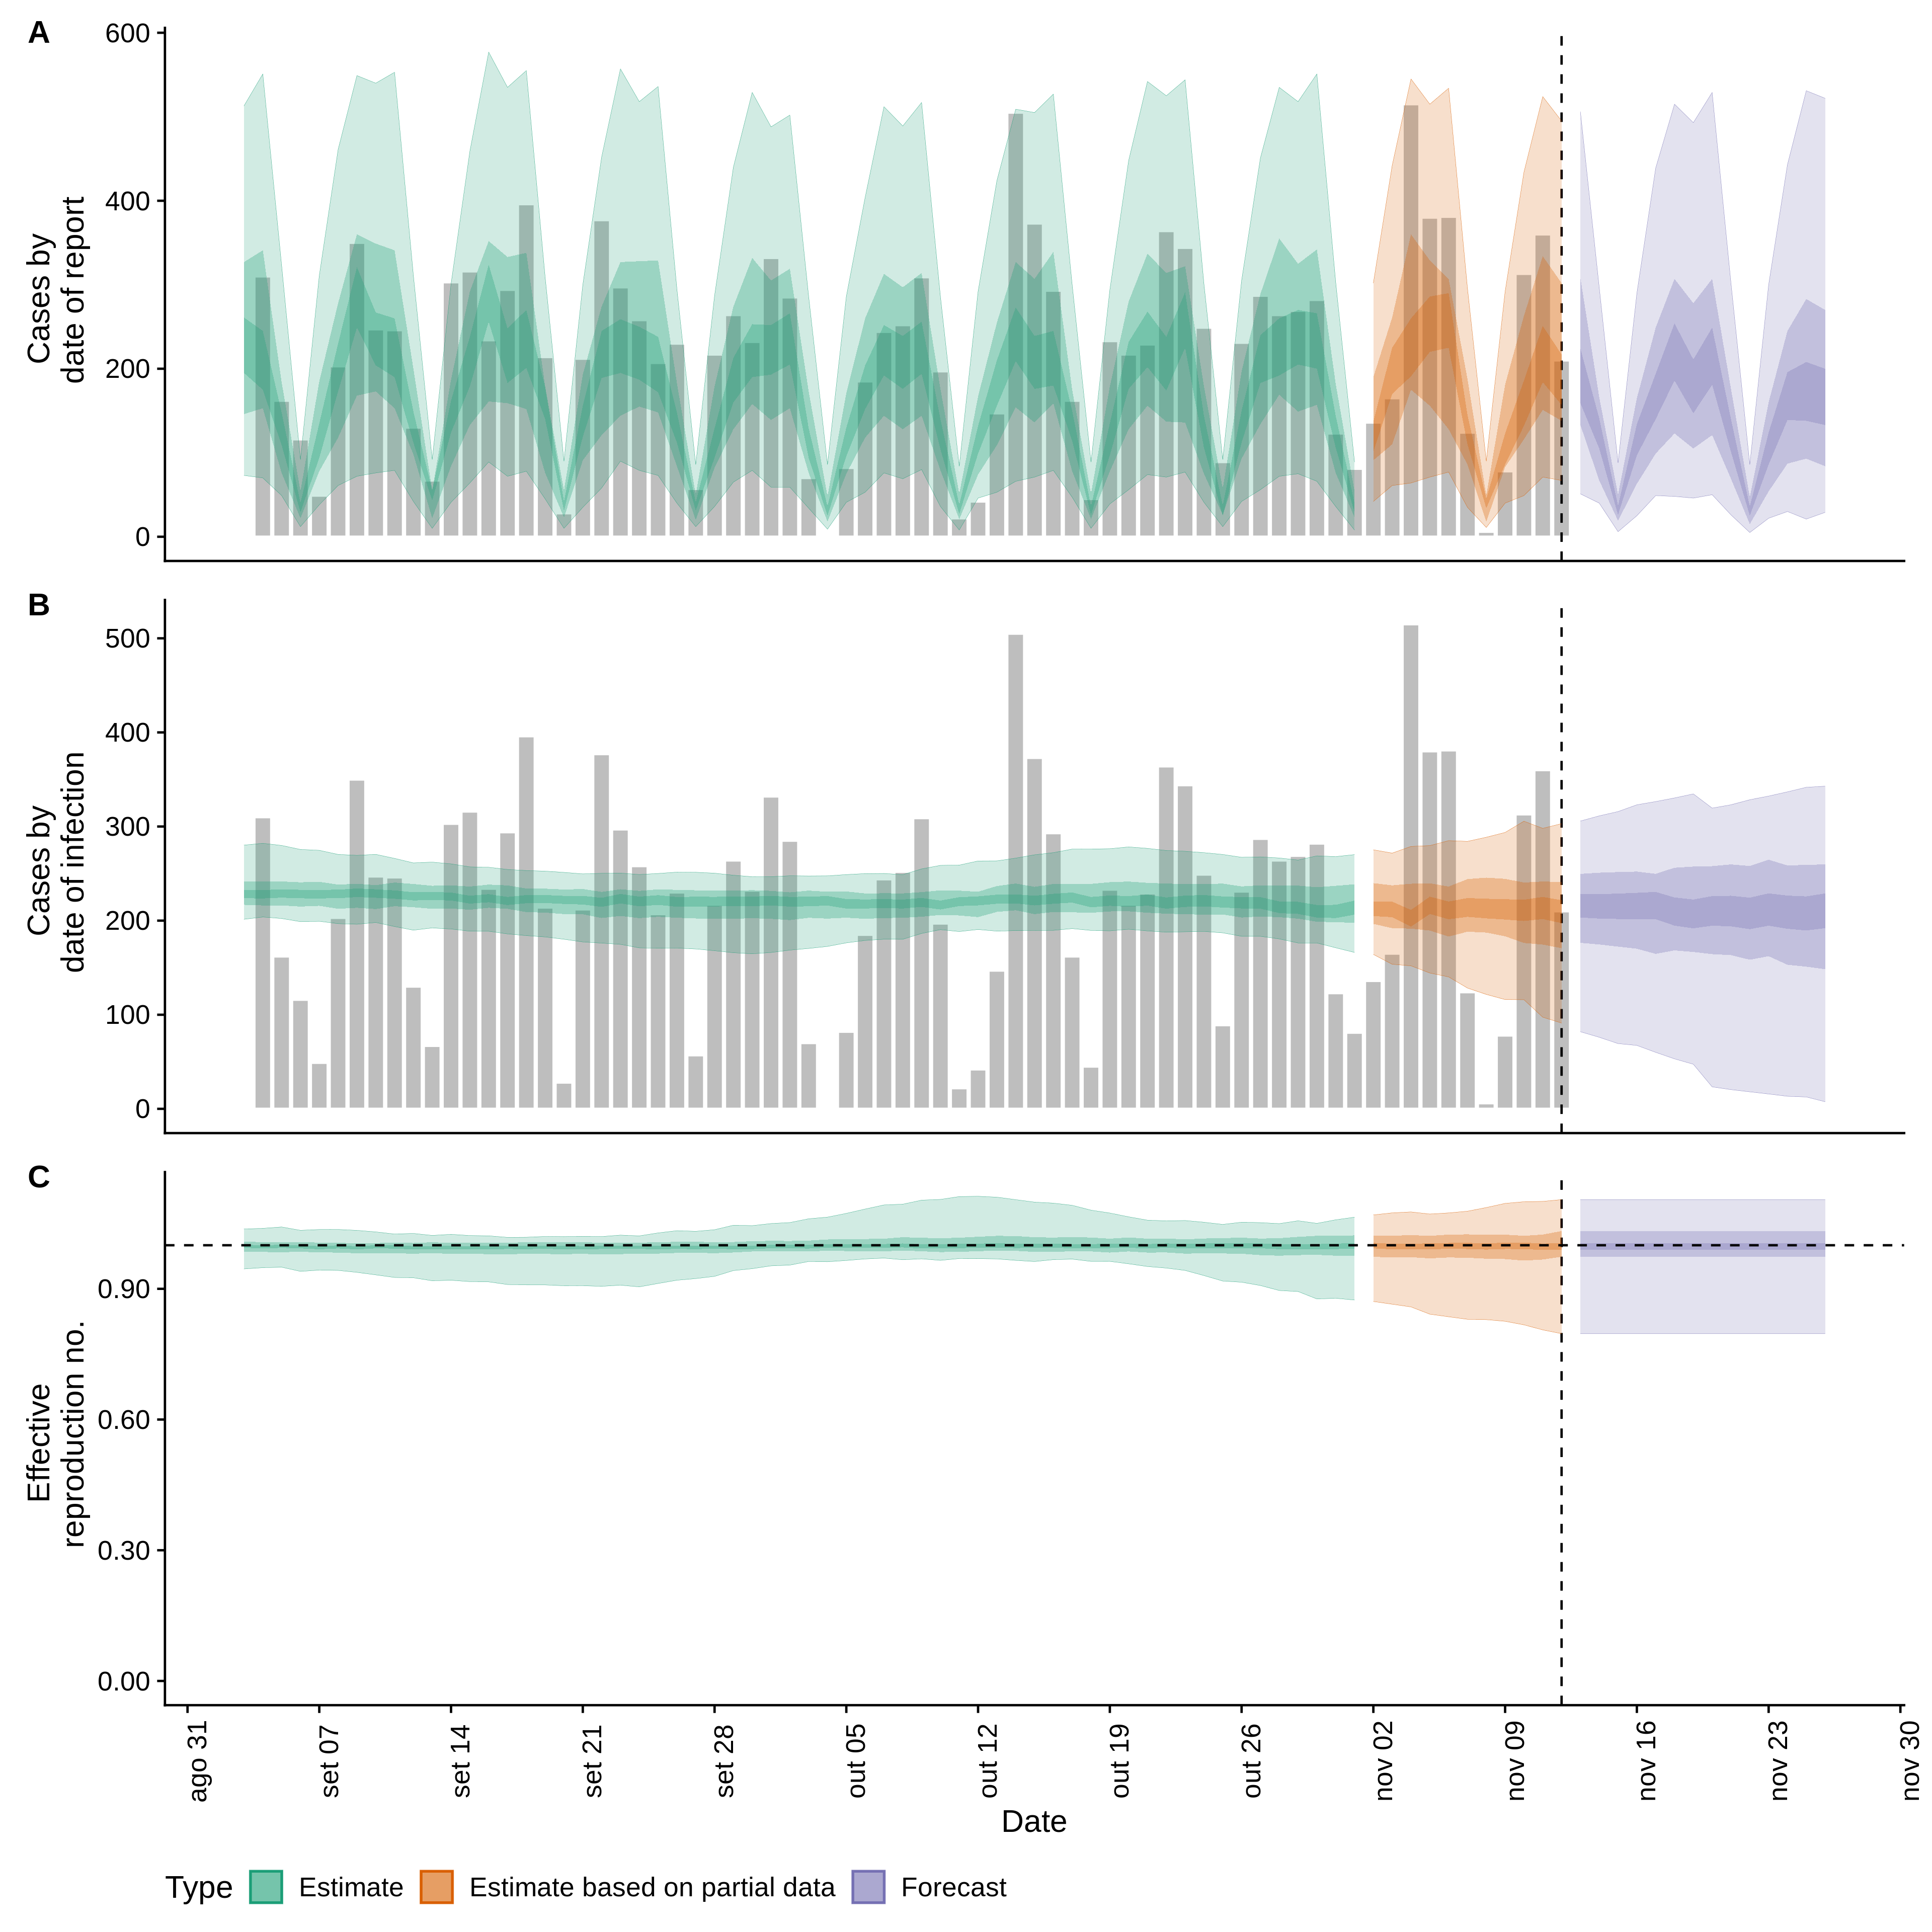 A
600
400
200
0
Cases by
date of report
B
500
400
300
200
100
0
Cases by
date of infection
C
0.90
0.60
0.30
0.00
Effective
reproduction no.
ago 31
set 07
set 14
set 21
set 28
out 05
out 12
out 19
out 26
nov 02
nov 09
nov 16
nov 23
nov 30
Date
Type Estimate Estimate based on partial data Forecast